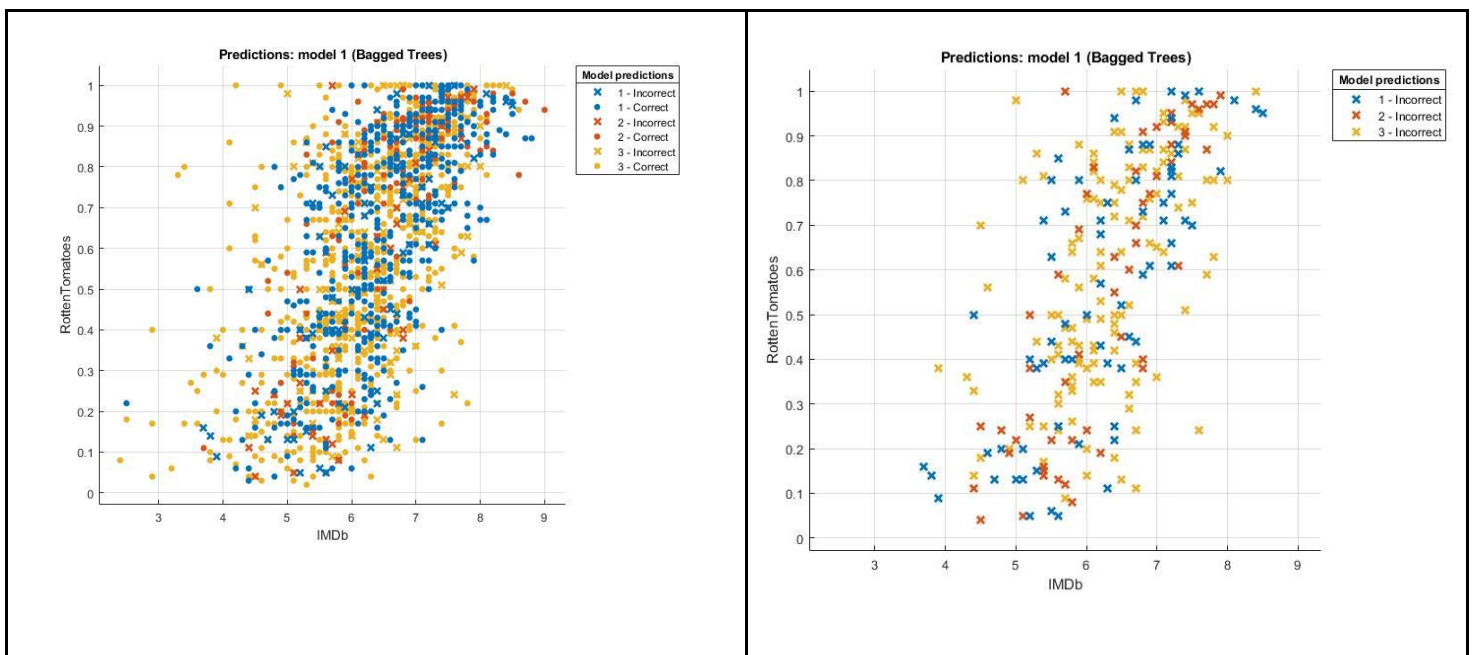 Predictions: model 1 (Bagged Trees)
Model predictions
1 - Incorrect
1 - Correct
2 - Incorrect
2 - Correct
3 - Incorrect
3 - Correct
RottenTomatoes
1
0.9
0.8
0.7
0.6
0.5
0.4
0.3
0.2
0.1
0
3 4 5 6 7 8 9
IMDb
Predictions: model 1 (Bagged Trees)
Model predictions
1 - Incorrect
2 - Incorrect
3 - Incorrect
RottenTomatoes
1
0.9
0.8
0.7
0.6
0.5
0.4
0.3
0.2
0.1
0
3 4 5 6 7 8 9
IMDb